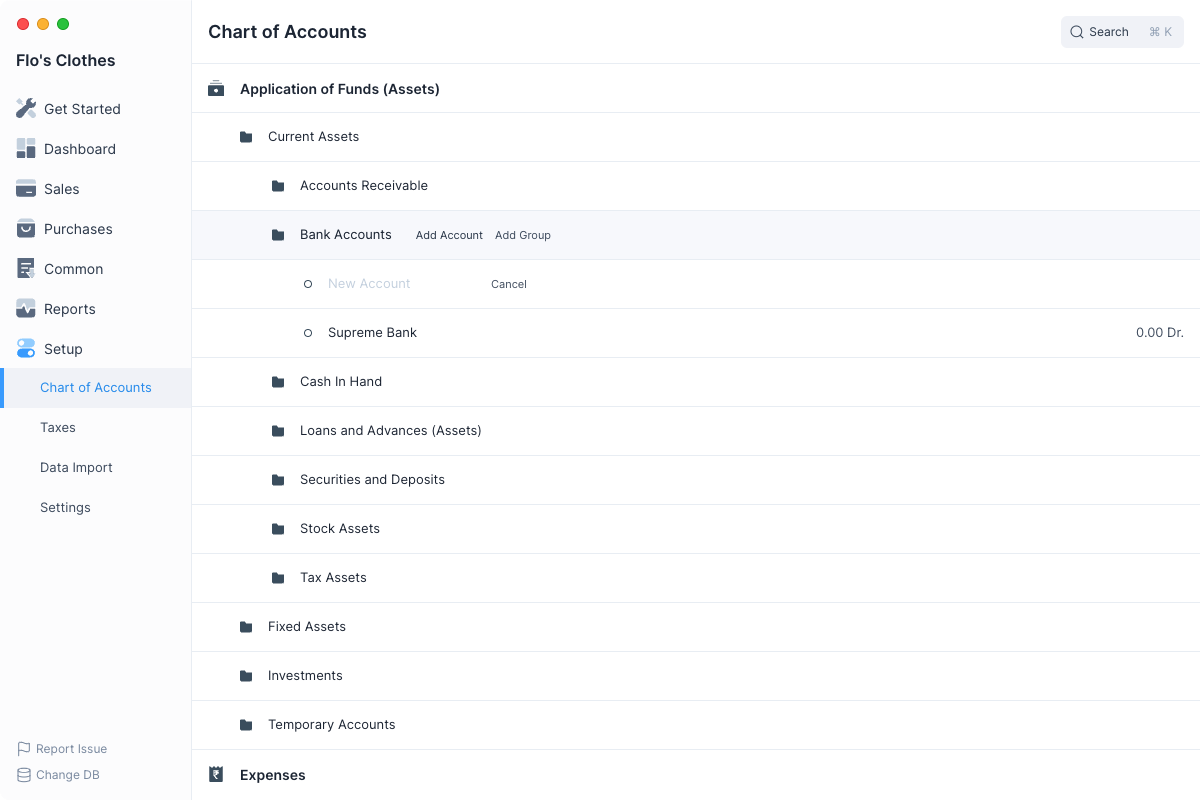 Flo's Clothes
Get Started
Dashboard
Sales
Purchases
Common
Reports
Setup
Chart of Accounts
Taxes
Data Import
Settings
Report Issue
Change DB
Chart of Accounts
Search ⌘ K
Application of Funds (Assets)
Current Assets
Accounts Receivable
Bank Accounts Add Account Add Group
New Account Cancel
Supreme Bank 0.00 Dr.
Cash In Hand
Loans and Advances (Assets)
Securities and Deposits
Stock Assets
Tax Assets
Fixed Assets
Investments
Temporary Accounts
Expenses